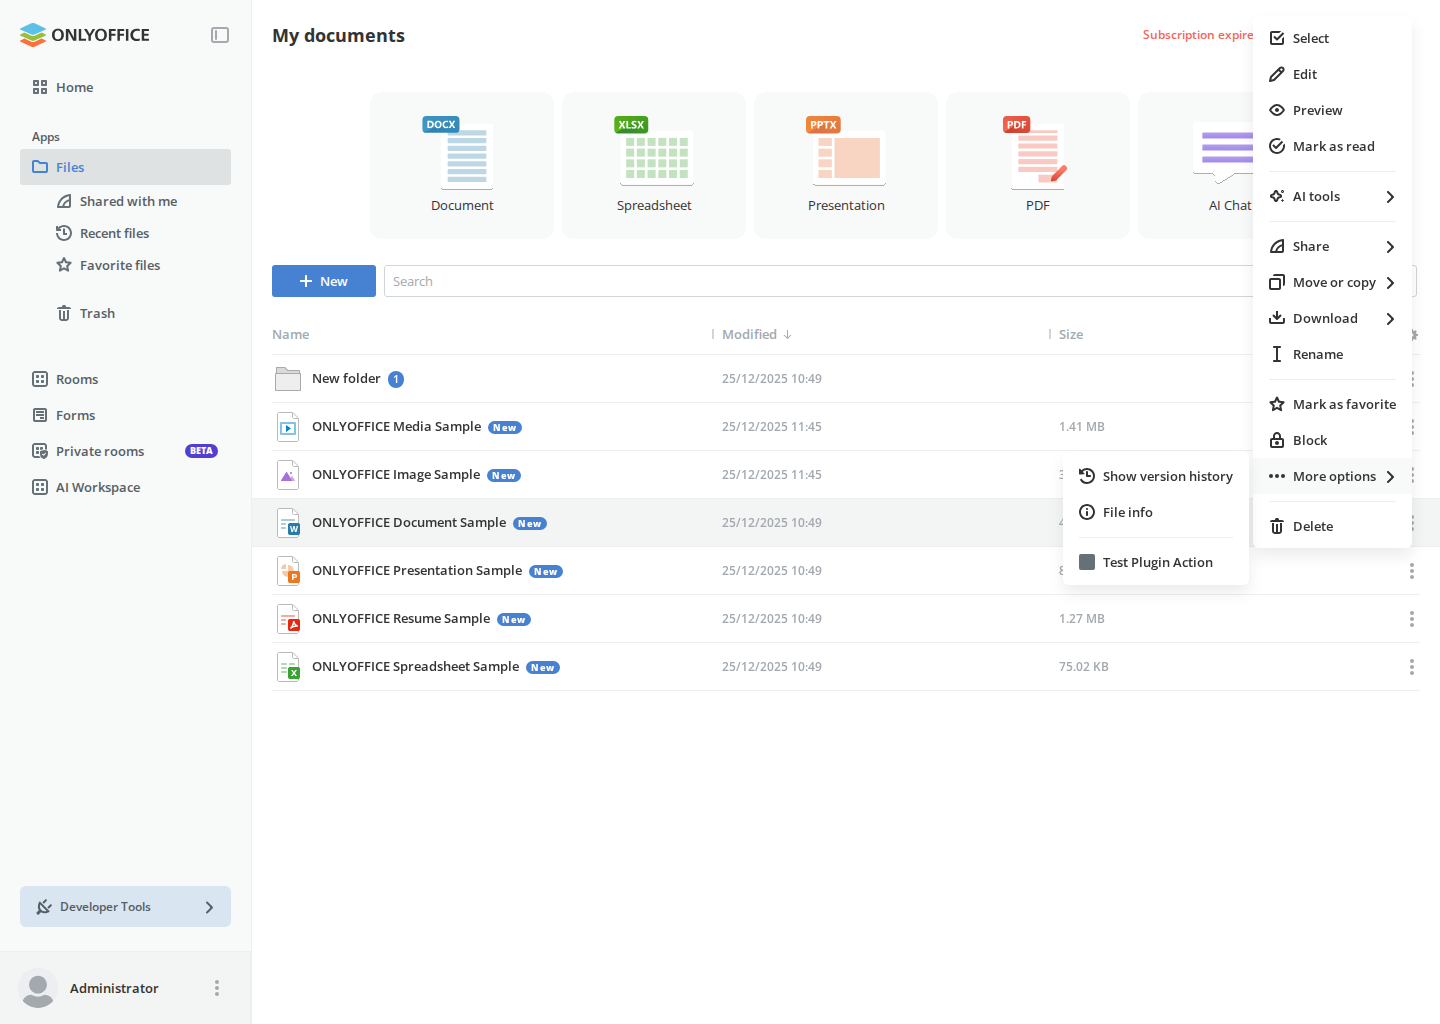 ONLYOFFICE
Home
Apps
Files
Shared with me
Recent files
Favorite files
Trash
Rooms
Forms
Private rooms BETA
AI Workspace
Developer Tools
Administrator
My documents
Subscription expire
DOCX
Document
XLSX
Spreadsheet
PPTX
Presentation
PDF
PDF
AI Chat
New
Search
Name Modified Size
New folder 1 25/12/2025 10:49
ONLYOFFICE Media Sample New 25/12/2025 11:45 1.41 MB
ONLYOFFICE Image Sample New 25/12/2025 11:45
ONLYOFFICE Document Sample New 25/12/2025 10:49
W
ONLYOFFICE Presentation Sample New 25/12/2025 10:49
P
ONLYOFFICE Resume Sample New 25/12/2025 10:49 1.27 MB
ONLYOFFICE Spreadsheet Sample New 25/12/2025 10:49 75.02 KB
X
Select
Edit
Preview
Mark as read
AI tools
Share
Move or copy
Download
Rename
Mark as favorite
Block
More options
Delete
Show version history
File info
Test Plugin Action